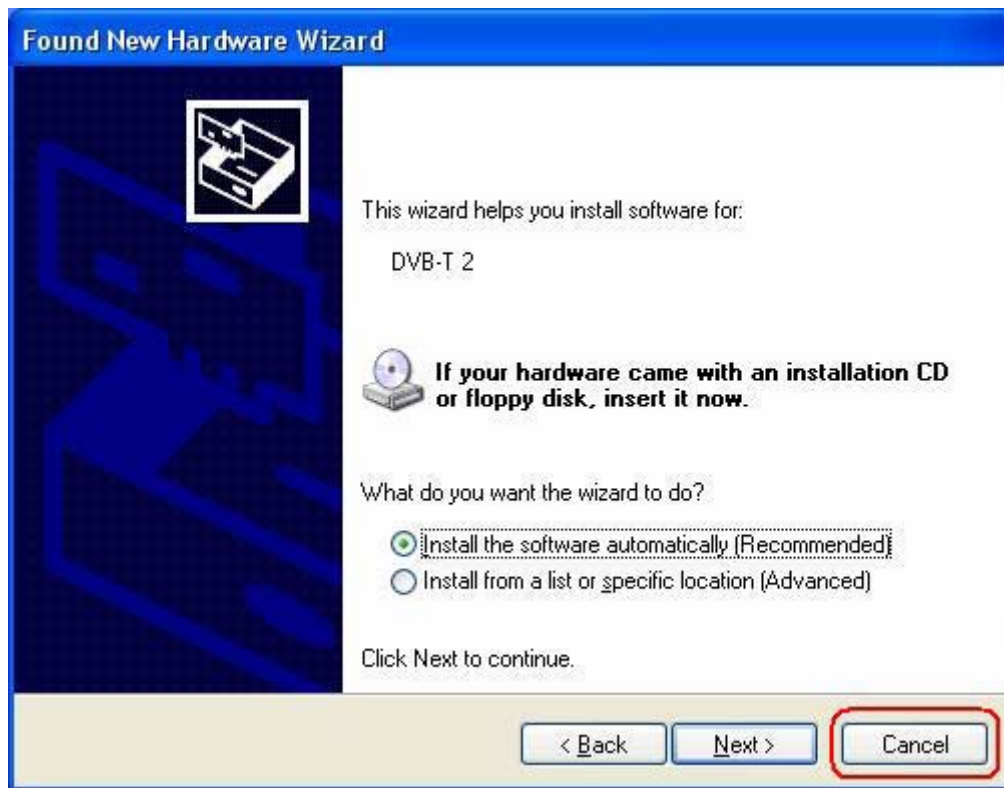 Found New Hardware Wizard
This wizard helps you install software for:
DVB-T 2
If your hardware came with an installation CD
or floppy disk, insert it now.
What do you want the wizard to do?
Install the software automatically (Recommended)
Install from a list or specific location (Advanced)
Click Next to continue.
< Back
Next >
Cancel